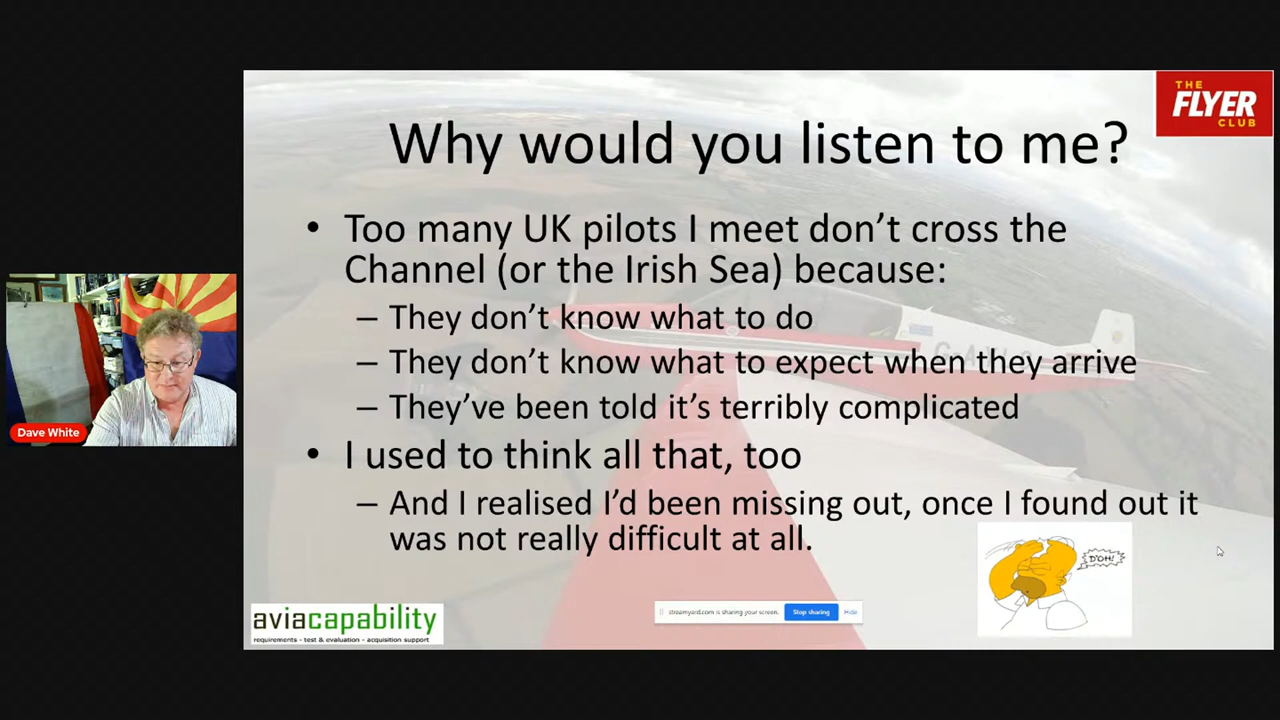 THE
FLYER
CLUB
Why would you listen to me?
• Too many UK pilots I meet don't cross the
Channel (or the Irish Sea) because:
– They don't know what to do
– They don't know what to expect when they arrive
– They've been told it's terribly complicated
• I used to think all that, too
– And I realised I'd been missing out, once I found out it
was not really difficult at all.
D'OH!
Dave White
aviacapability
requirements - test & evaluation - acquisition support
streamyard.com is sharing your screen.
Stop sharing
Hide